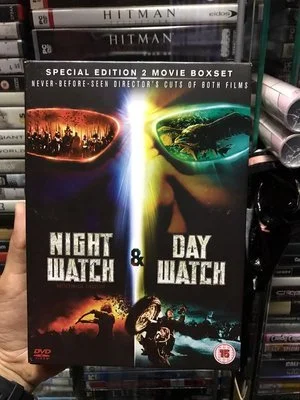 HITMAN
HITMAN
SPECIAL EDITION 2 MOVIE BOXSET
NEVER-BEFORE-SEEN DIRECTOR'S CUTS OF BOTH FILMS
NIGHT WATCH
&
DAY WATCH
DVD
15